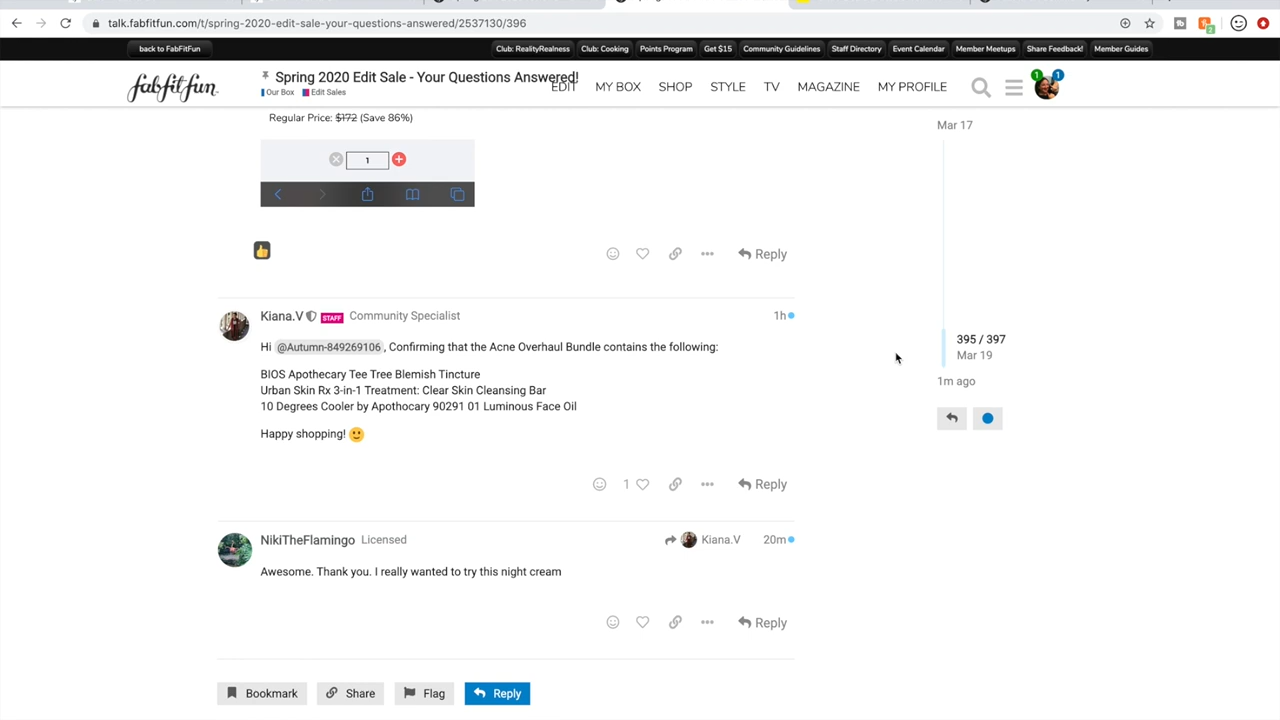 talk.fabfitfun.com/t/spring-2020-edit-sale-your-questions-answered/2537130/396
2
back to FabFitFun
Club: RealityRealness
Club: Cooking
Points Program
Get $15
Community Guidelines
Staff Directory
Event Calendar
Member Meetups
Share Feedback!
Member Guides
fabfitfun.
Spring 2020 Edit Sale - Your Questions Answered!
Our Box
Edit Sales
EDIT
MY BOX
SHOP
STYLE
TV
MAGAZINE
MY PROFILE
1
1
Regular Price: $172 (Save 86%)
1
Mar 17
Reply
Kiana.V STAFF Community Specialist
1h
Hi @Autumn-849269106, Confirming that the Acne Overhaul Bundle contains the following:
BIOS Apothecary Tee Tree Blemish Tincture
Urban Skin Rx 3-in-1 Treatment: Clear Skin Cleansing Bar
10 Degrees Cooler by Apothocary 90291 01 Luminous Face Oil
Happy shopping!
1
Reply
395 / 397
Mar 19
1m ago
NikiTheFlamingo Licensed
Kiana.V
20m
Awesome. Thank you. I really wanted to try this night cream
Reply
Bookmark
Share
Flag
Reply